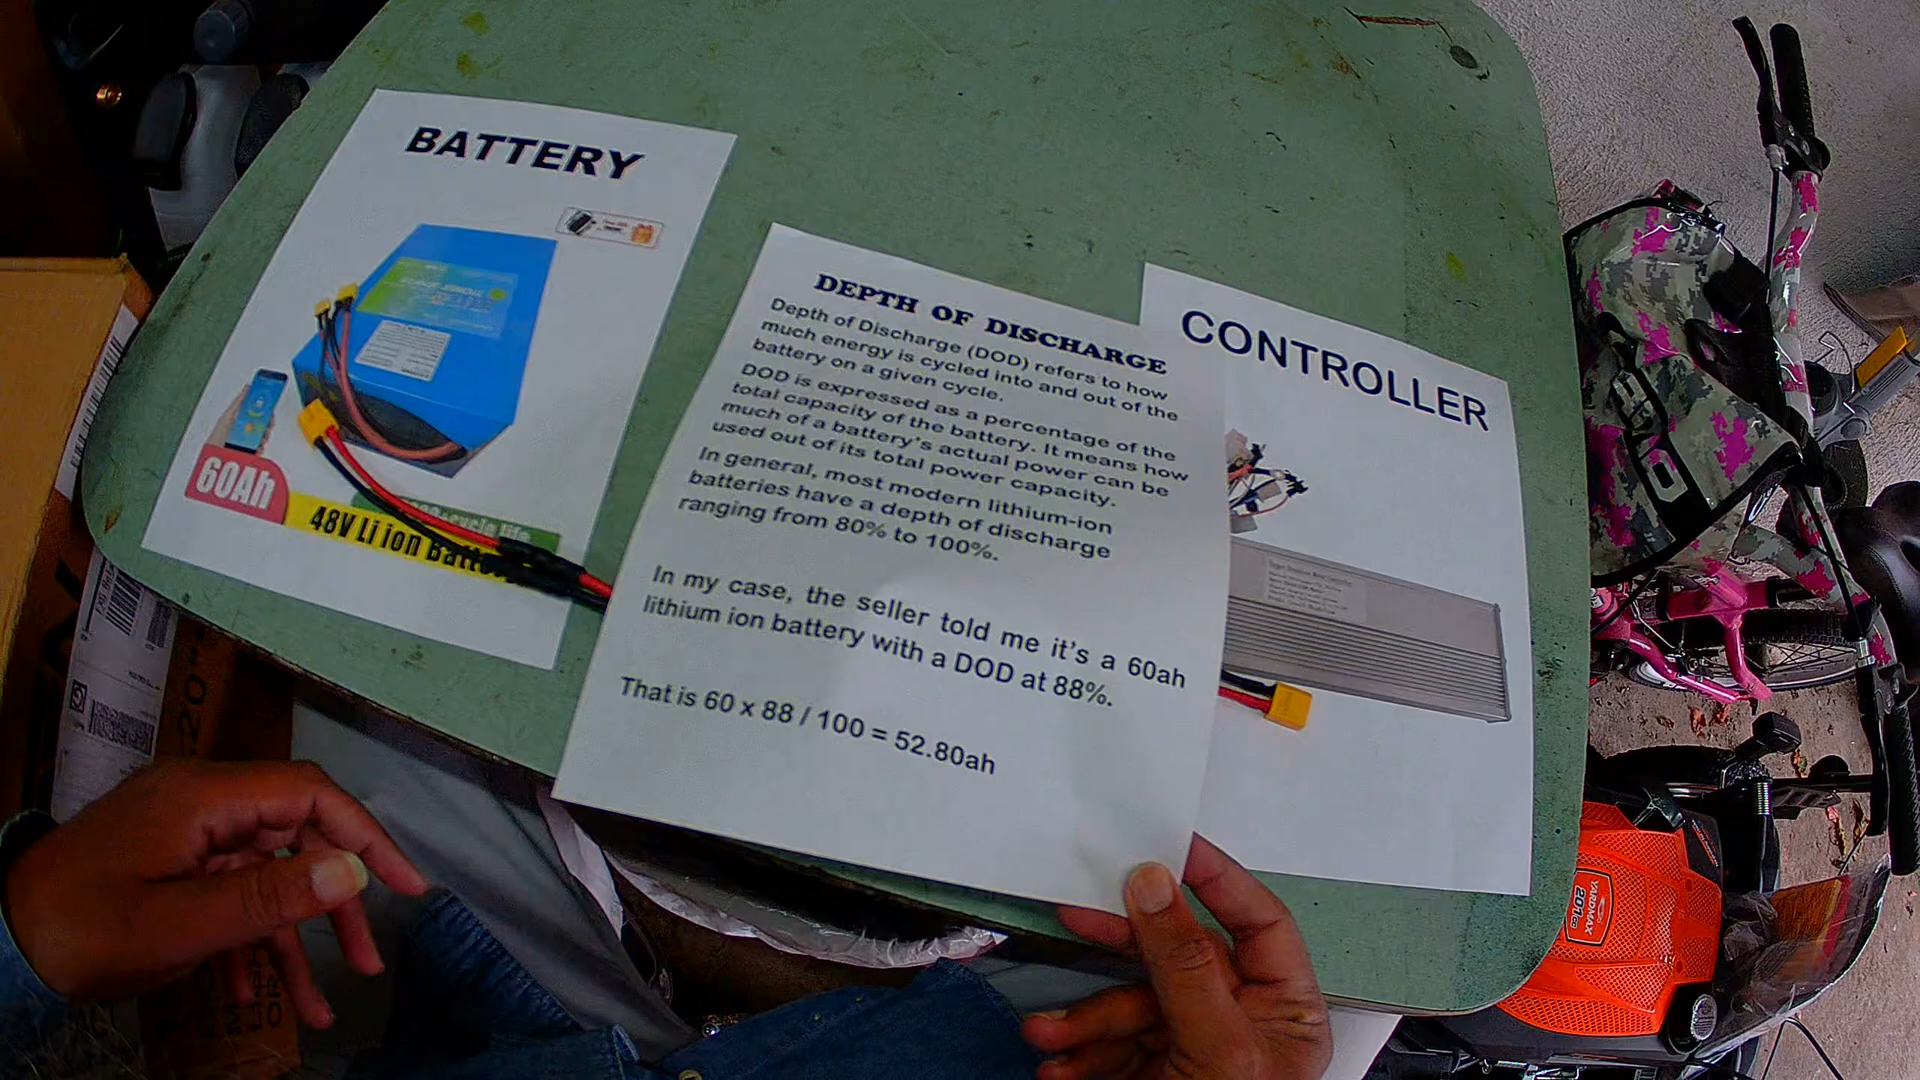 BATTERY
60Ah
48V Li ion
DEPTH OF DISCHARGE
Depth of Discharge (DOD) refers to how
much energy is cycled into and out of the
battery on a given cycle.
DOD is expressed as a percentage of the
total capacity of the battery. It means how
much of a battery's actual power can be
used out of its total power capacity.
In general, most modern lithium-ion
batteries have a depth of discharge
ranging from 80% to 100%.
In my case, the seller told me it's a 60ah
lithium ion battery with a DOD at 88%.
That is 60 x 88 / 100 = 52.80ah
CONTROLLER
YARDMAX
201cc